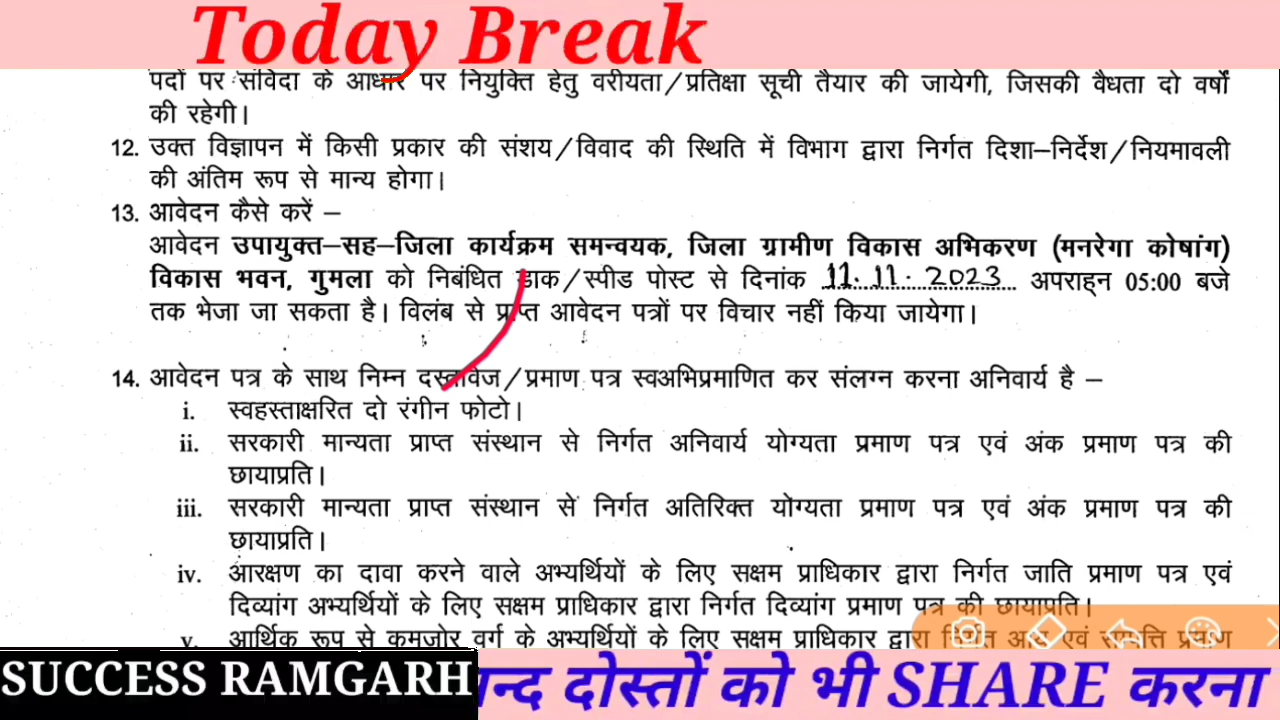 Today Break
पदों पर संविदा के आधार पर नियुक्ति हेतु वरीयता/प्रतिक्षा सूची तैयार की जायेगी, जिसकी वैधता दो वर्षों
की रहेगी।
12. उक्त विज्ञापन में किसी प्रकार की संशय/विवाद की स्थिति में विभाग द्वारा निर्गत दिशा–निर्देश/नियमावली
की अंतिम रूप से मान्य होगा।
13. आवेदन कैसे करें –
आवेदन उपायुक्त–सह–जिला कार्यक्रम समन्वयक, जिला ग्रामीण विकास अभिकरण (मनरेगा कोषांग)
विकास भवन, गुमला को निबंधित डाक/स्पीड पोस्ट से दिनांक 11.11.2023 अपराह्न 05:00 बजे
तक भेजा जा सकता है। विलंब से प्राप्त आवेदन पत्रों पर विचार नहीं किया जायेगा।
14. आवेदन पत्र के साथ निम्न दस्तावेज/प्रमाण पत्र स्वअभिप्रमाणित कर संलग्न करना अनिवार्य है –
i. स्वहस्ताक्षरित दो रंगीन फोटो।
ii. सरकारी मान्यता प्राप्त संस्थान से निर्गत अनिवार्य योग्यता प्रमाण पत्र एवं अंक प्रमाण पत्र की
छायाप्रति।
iii. सरकारी मान्यता प्राप्त संस्थान से निर्गत अतिरिक्त योग्यता प्रमाण पत्र एवं अंक प्रमाण पत्र की
छायाप्रति।
iv. आरक्षण का दावा करने वाले अभ्यर्थियों के लिए सक्षम प्राधिकार द्वारा निर्गत जाति प्रमाण पत्र एवं
दिव्यांग अभ्यर्थियों के लिए सक्षम प्राधिकार द्वारा निर्गत दिव्यांग प्रमाण पत्र की छायाप्रति।
v. आर्थिक रूप से कमजोर वर्ग के अभ्यर्थियों के लिए सक्षम प्राधिकार द्वारा निर्गत आय एवं सम्पत्ति प्रमाण
SUCCESS RAMGARH
न्द दोस्तों को भी SHARE करना